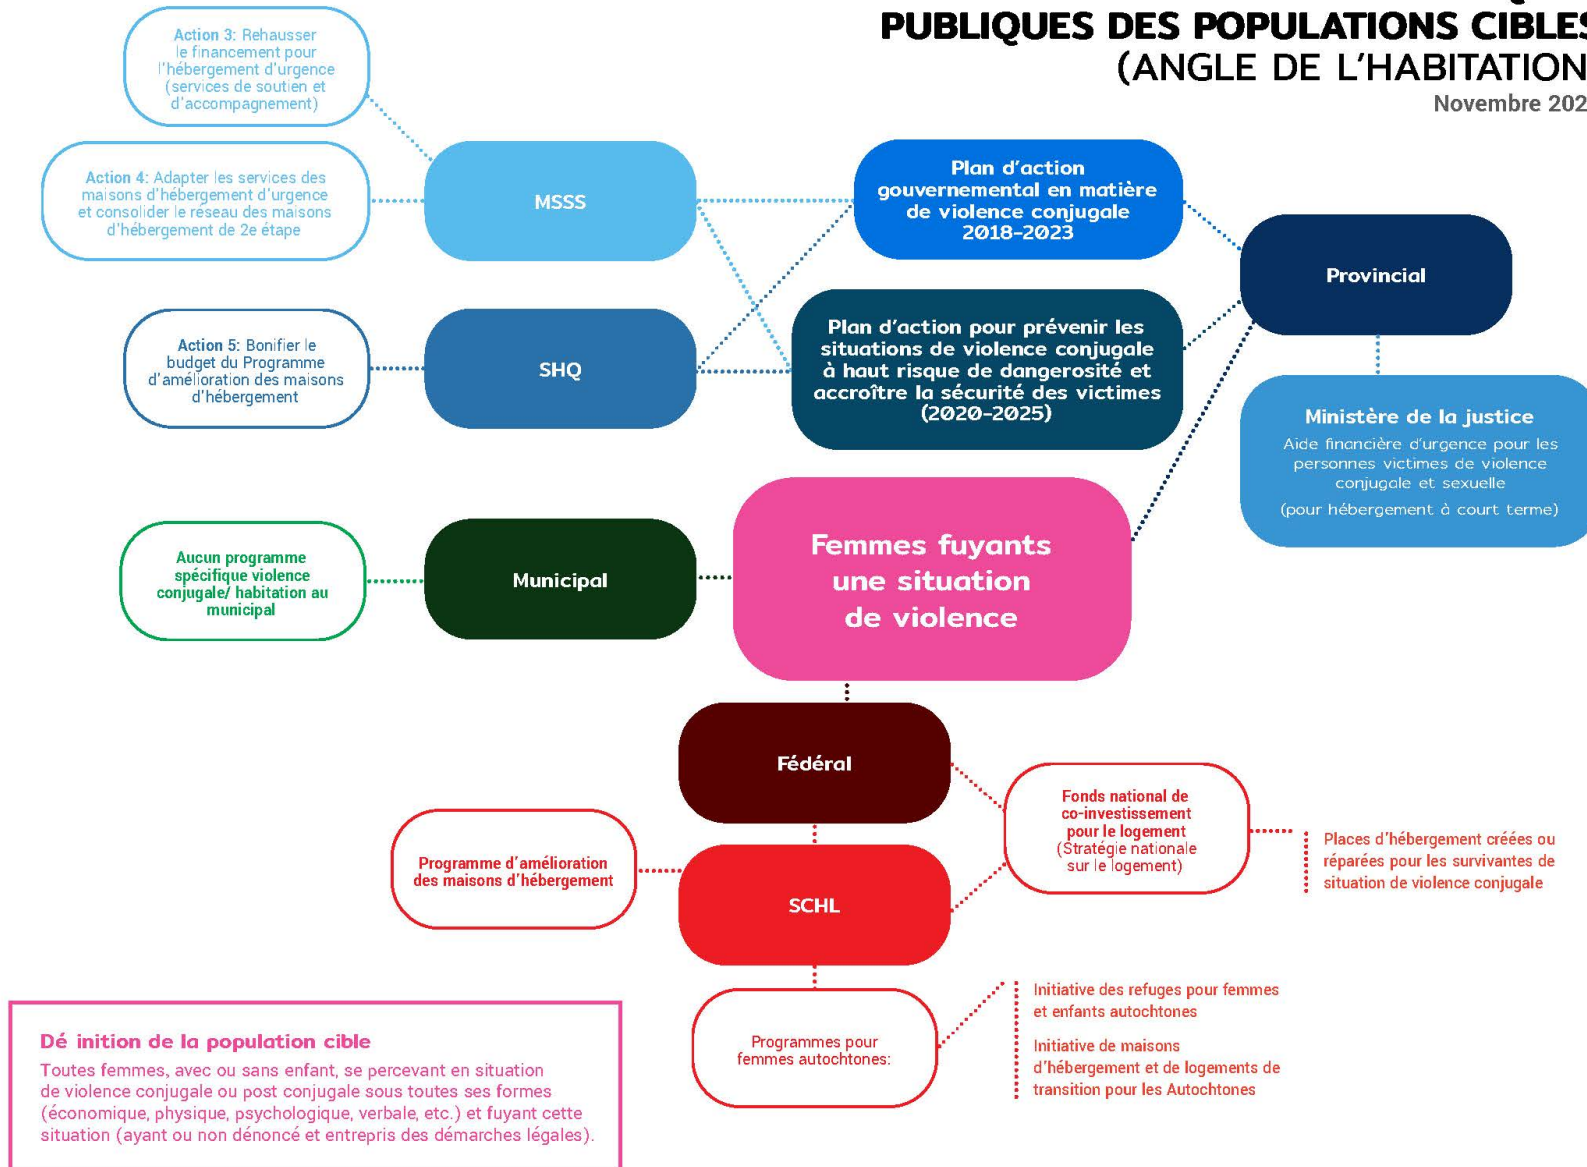 PUBLIQUES DES POPULATIONS CIBLES
(ANGLE DE L'HABITATION
Novembre 202
Action 3: Rehausser
le financement pour
l'hébergement d'urgence
(services de soutien et
d'accompagnement)
Action 4: Adapter les services des
maisons d'hébergement d'urgence
et consolider le réseau des maisons
d'hébergement de 2e étape
MSSS
Plan d'action
gouvernemental en matière
de violence conjugale
2018-2023
Provincial
Action 5: Bonifier le
budget du Programme
d'amélioration des maisons
d'hébergement
SHQ
Plan d'action pour prévenir les
situations de violence conjugale
à haut risque de dangerosité et
accroître la sécurité des victimes
(2020-2025)
Ministère de la justice
Aide financière d'urgence pour les
personnes victimes de violence
conjugale et sexuelle
(pour hébergement à court terme)
Aucun programme
spécifique violence
conjugale/ habitation au
municipal
Municipal
Femmes fuyants
une situation
de violence
Fédéral
Fonds national de
co-investissement
pour le logement
(Stratégie nationale
sur le logement)
Places d'hébergement créées ou
réparées pour les survivantes de
situation de violence conjugale
Programme d'amélioration
des maisons d'hébergement
SCHL
Programmes pour
femmes autochtones:
Initiative des refuges pour femmes
et enfants autochtones
Initiative de maisons
d'hébergement et de logements de
transition pour les Autochtones
Dé inition de la population cible
Toutes femmes, avec ou sans enfant, se percevant en situation
de violence conjugale ou post conjugale sous toutes ses formes
(économique, physique, psychologique, verbale, etc.) et fuyant cette
situation (ayant ou non dénoncé et entrepris des démarches légales).